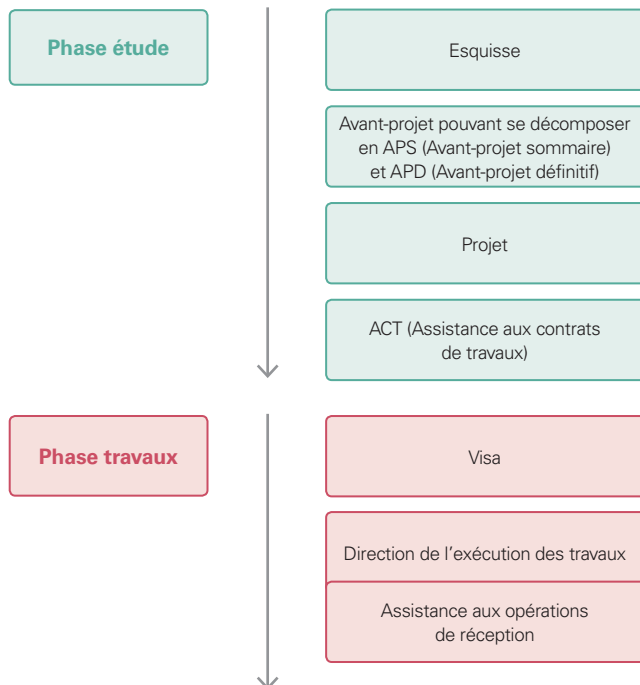 Phase étude
Esquisse
Avant-projet pouvant se décomposer
en APS (Avant-projet sommaire)
et APD (Avant-projet définitif)
Projet
ACT (Assistance aux contrats
de travaux)
Phase travaux
Visa
Direction de l'exécution des travaux
Assistance aux opérations
de réception